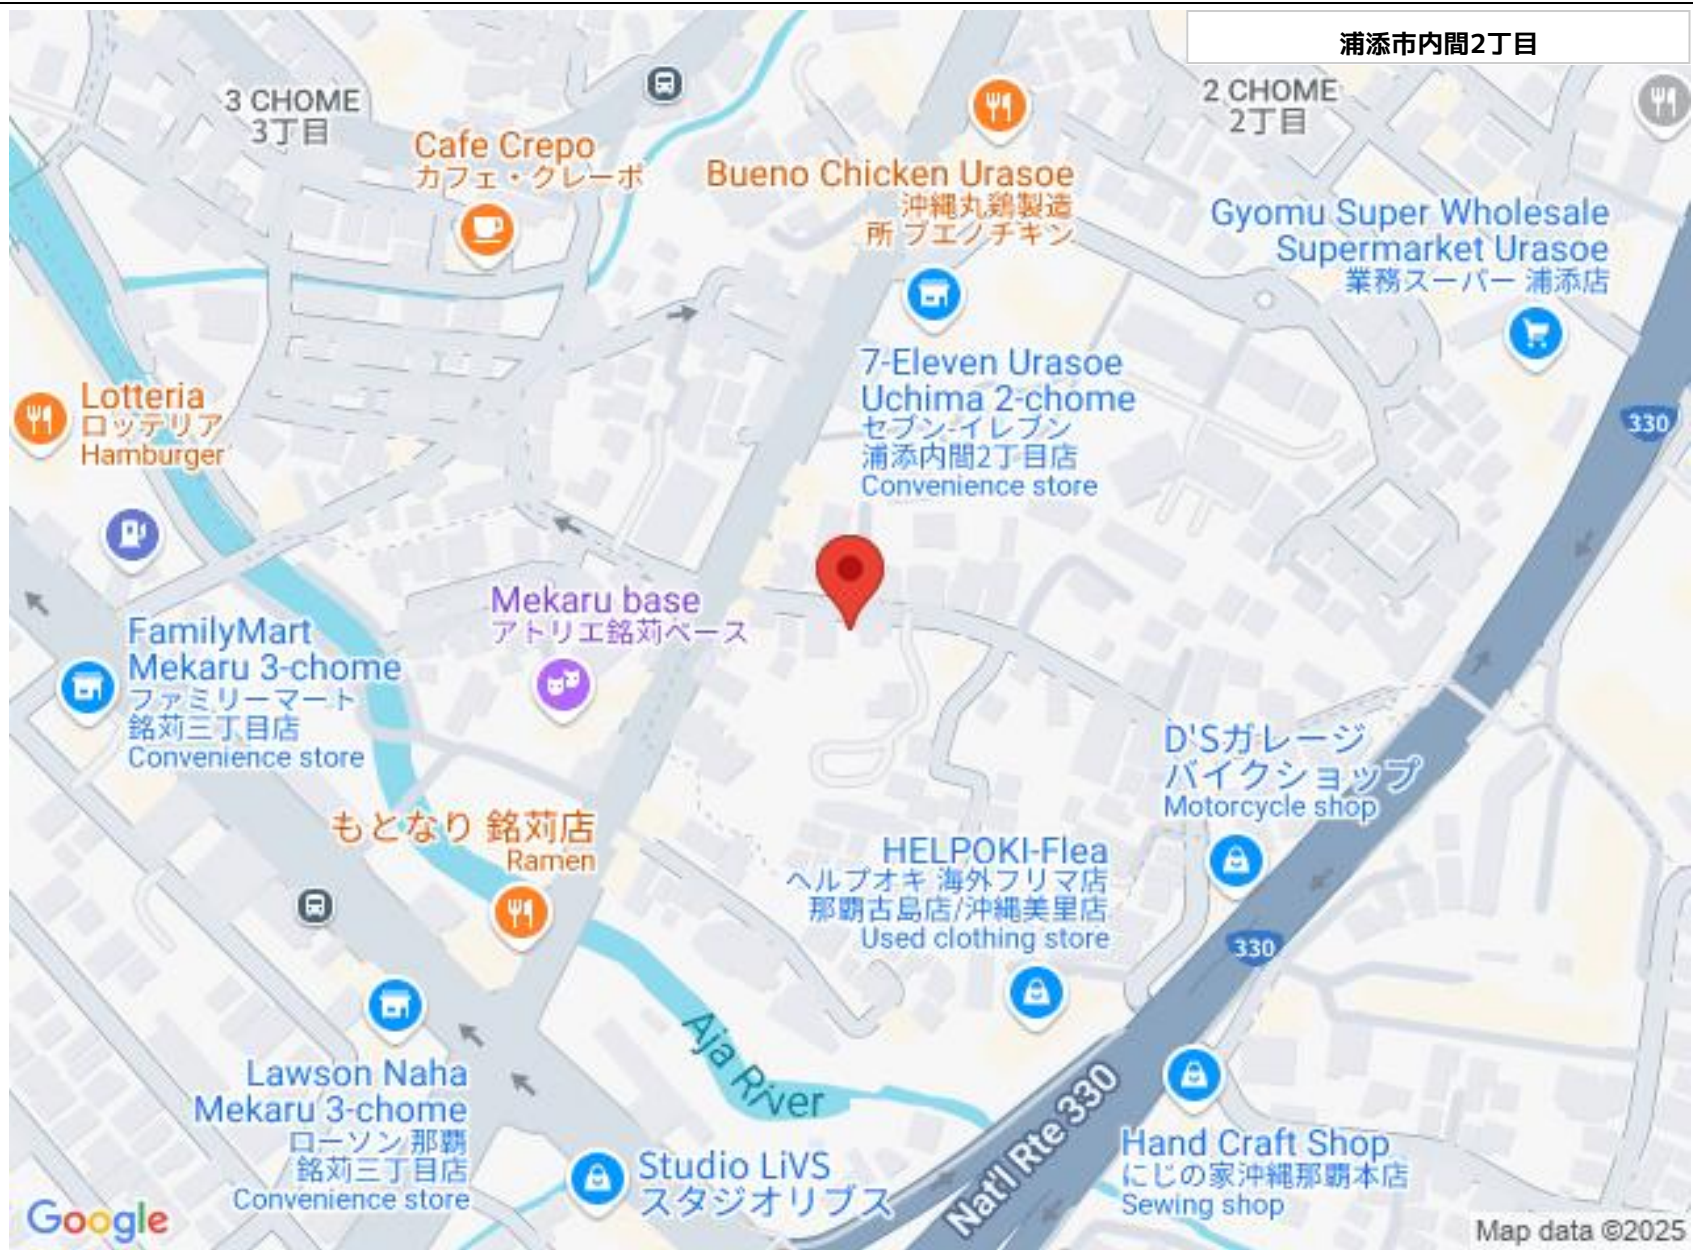 浦添市内間2丁目
3 CHOME
3丁目
2 CHOME
2丁目
Cafe Crepo
カフェ・クレーポ
Bueno Chicken Urasoe
沖縄丸鶏製造
所 ブエノチキン
Gyomu Super Wholesale
Supermarket Urasoe
業務スーパー 浦添店
7-Eleven Urasoe
Uchima 2-chome
セブン-イレブン
浦添内間2丁目店
Convenience store
Lotteria
ロッテリア
Hamburger
330
Mekaru base
アトリエ銘苅ベース
FamilyMart
Mekaru 3-chome
ファミリーマート
銘苅三丁目店
Convenience store
D'Sガレージ
バイクショップ
Motorcycle shop
もとなり 銘苅店
Ramen
HELPOKI-Flea
ヘルプオキ 海外フリマ店
那覇古島店/沖縄美里店
Used clothing store
330
Aja River
Lawson Naha
Mekaru 3-chome
ローソン 那覇
銘苅三丁目店
Convenience store
Nat'l Rte 330
Hand Craft Shop
にじの家沖縄那覇本店
Sewing shop
Studio LiVS
スタジオリブス
Google
Map data ©2025